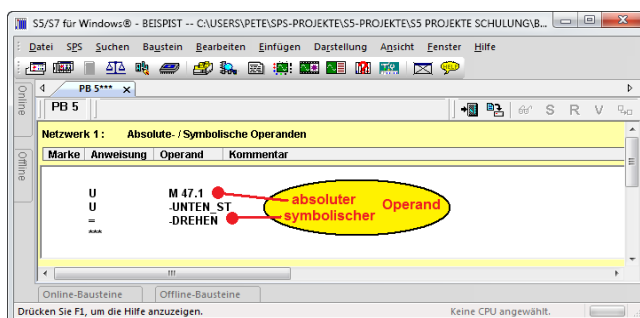 S5/S7 für Windows® - BEISPIST -- C:\USERS\PETE\SPS-PROJEKTE\S5-PROJEKTE\S5 PROJEKTE SCHULUNG\B...
Datei SPS Suchen Baustein Bearbeiten Einfügen Darstellung Ansicht Fenster Hilfe
HELP
PB 5***
PB 5
S R V
Online
Offline
Netzwerk 1 : Absolute- / Symbolische Operanden
Marke Anweisung Operand Kommentar
U M 47.1
U -UNTEN_ST
= -DREHEN
***
absoluter
symbolischer
Operand
Online-Bausteine Offline-Bausteine
Drücken Sie F1, um die Hilfe anzuzeigen. Keine CPU angewählt.